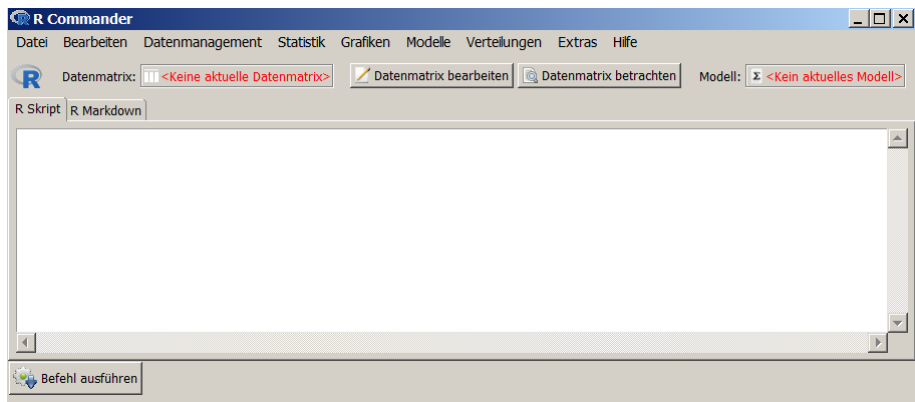 R Commander
Datei Bearbeiten Datenmanagement Statistik Grafiken Modelle Verteilungen Extras Hilfe
R Datenmatrix: <Keine aktuelle Datenmatrix> Datenmatrix bearbeiten Datenmatrix betrachten Modell: Σ <Kein aktuelles Modell>
R Skript R Markdown
Befehl ausführen